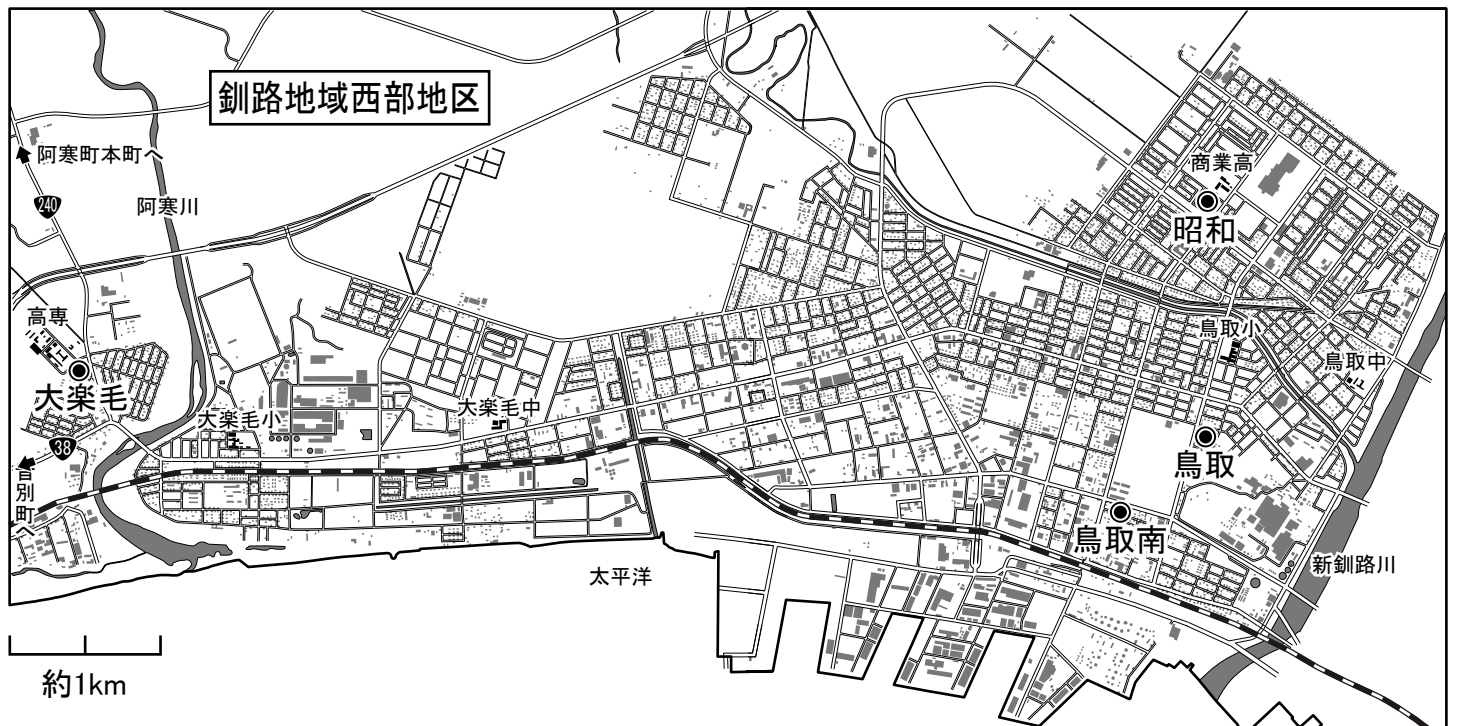 釧路地域西部地区
阿寒町本町へ
240
阿寒川
商業高
昭和
高専
大楽毛
鳥取小
鳥取中
大楽毛小
大楽毛中
38
音別町へ
鳥取
鳥取南
新釧路川
太平洋
約1km